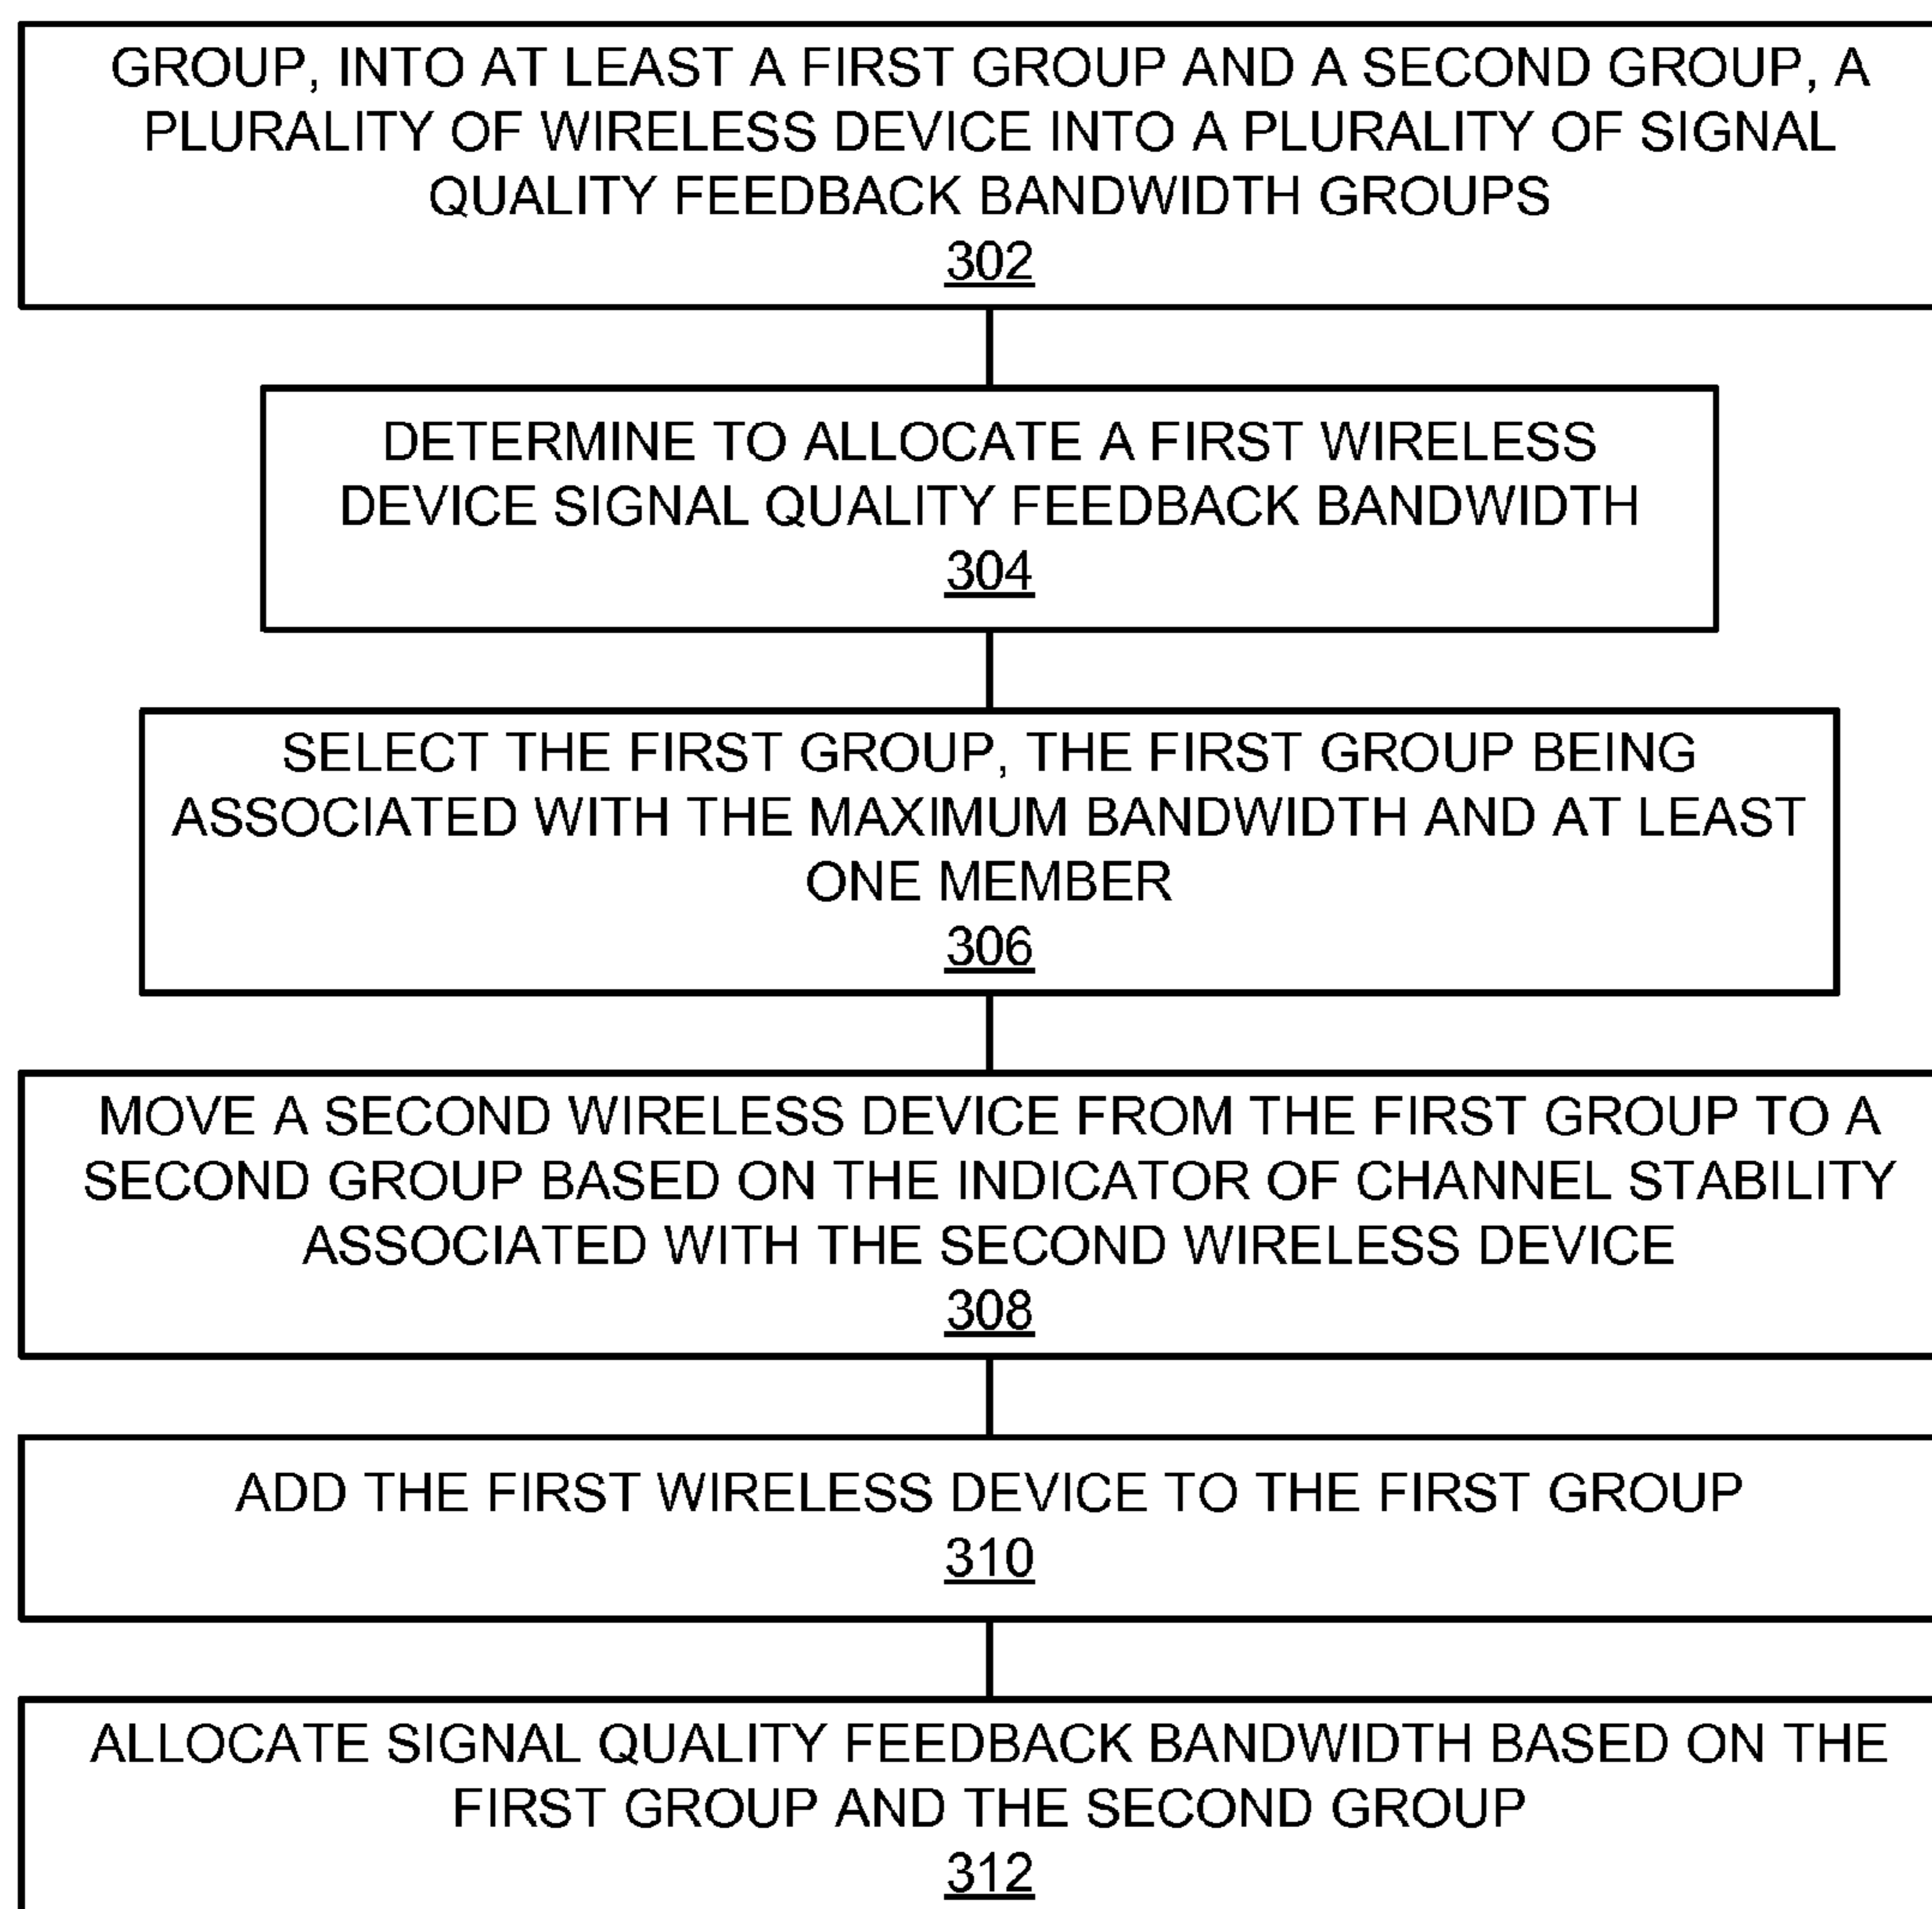 GROUP, INTO AT LEAST A FIRST GROUP AND A SECOND GROUP, A
PLURALITY OF WIRELESS DEVICE INTO A PLURALITY OF SIGNAL
QUALITY FEEDBACK BANDWIDTH GROUPS
302
DETERMINE TO ALLOCATE A FIRST WIRELESS
DEVICE SIGNAL QUALITY FEEDBACK BANDWIDTH
304
SELECT THE FIRST GROUP, THE FIRST GROUP BEING
ASSOCIATED WITH THE MAXIMUM BANDWIDTH AND AT LEAST
ONE MEMBER
306
MOVE A SECOND WIRELESS DEVICE FROM THE FIRST GROUP TO A
SECOND GROUP BASED ON THE INDICATOR OF CHANNEL STABILITY
ASSOCIATED WITH THE SECOND WIRELESS DEVICE
308
ADD THE FIRST WIRELESS DEVICE TO THE FIRST GROUP
310
ALLOCATE SIGNAL QUALITY FEEDBACK BANDWIDTH BASED ON THE
FIRST GROUP AND THE SECOND GROUP
312